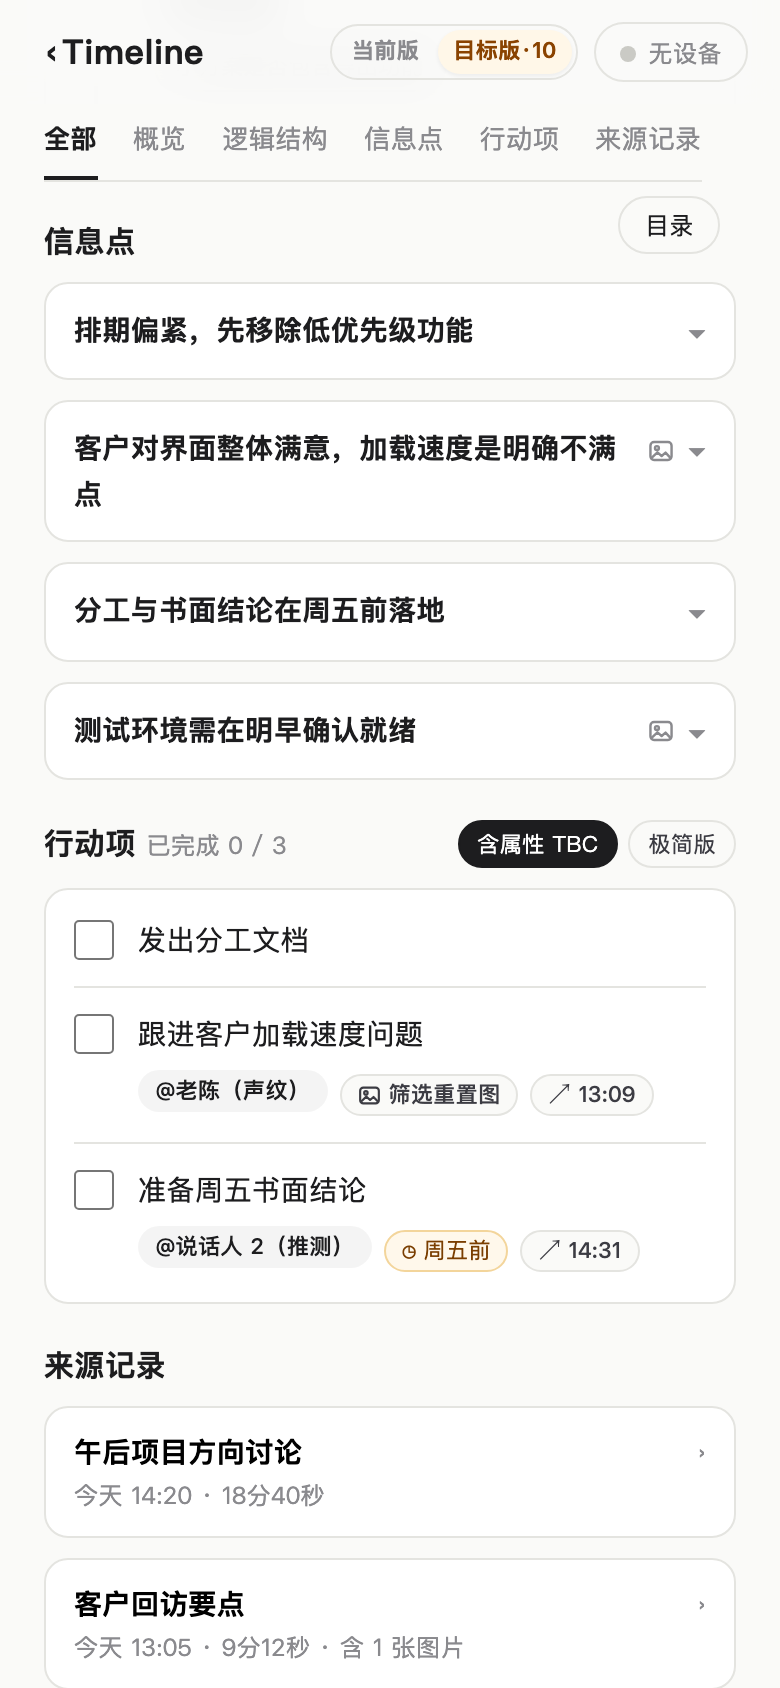 ‹ Timeline
当前版 目标版·10
无设备
全部 概览 逻辑结构 信息点 行动项 来源记录
信息点
目录
排期偏紧，先移除低优先级功能
客户对界面整体满意，加载速度是明确不满
点
分工与书面结论在周五前落地
测试环境需在明早确认就绪
行动项 已完成 0 / 3
含属性 TBC 极简版
发出分工文档
跟进客户加载速度问题
@老陈（声纹） 筛选重置图 ↗ 13:09
准备周五书面结论
@说话人 2（推测） 周五前 ↗ 14:31
来源记录
午后项目方向讨论
今天 14:20 · 18分40秒
客户回访要点
今天 13:05 · 9分12秒 · 含 1 张图片